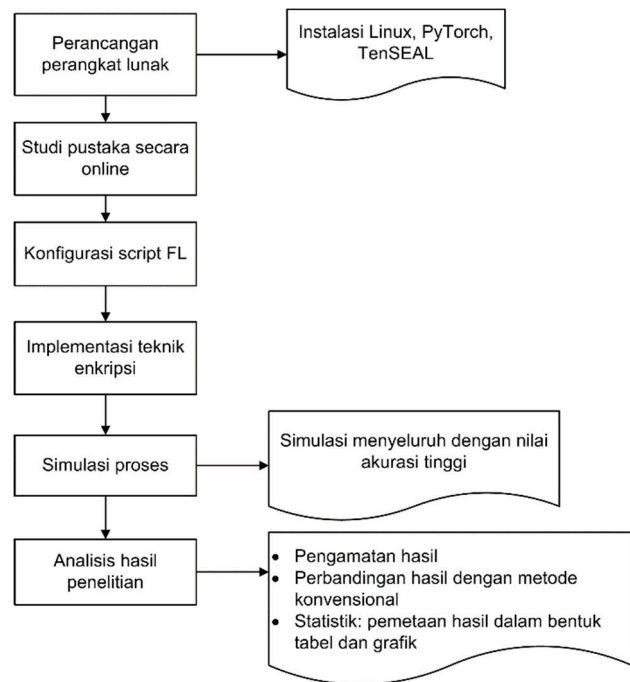 Perancangan
perangkat lunak
Instalasi Linux, PyTorch,
TenSEAL
Studi pustaka secara
online
Konfigurasi script FL
Implementasi teknik
enkripsi
Simulasi proses
Simulasi menyeluruh dengan nilai
akurasi tinggi
Analisis hasil
penelitian
• Pengamatan hasil
• Perbandingan hasil dengan metode
konvensional
• Statistik: pemetaan hasil dalam bentuk
tabel dan grafik